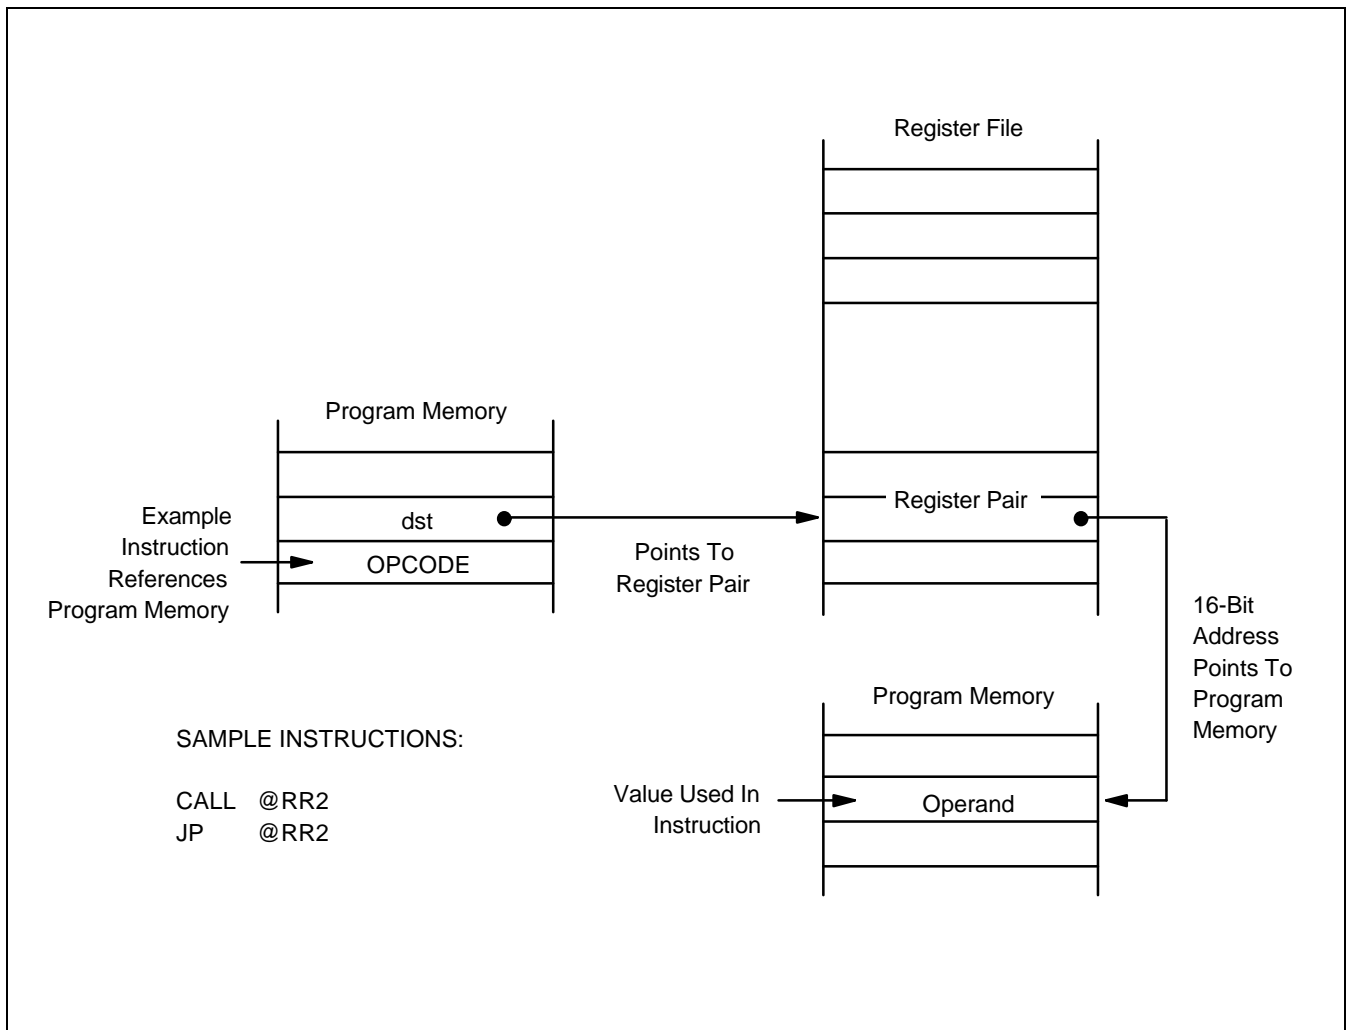 Register File
Program Memory
Register Pair
Example
Instruction
References
Program Memory
dst
OPCODE
Points To
Register Pair
16-Bit
Address
Points To
Program
Memory
Program Memory
SAMPLE INSTRUCTIONS:
CALL @RR2
JP @RR2
Value Used In
Instruction
Operand